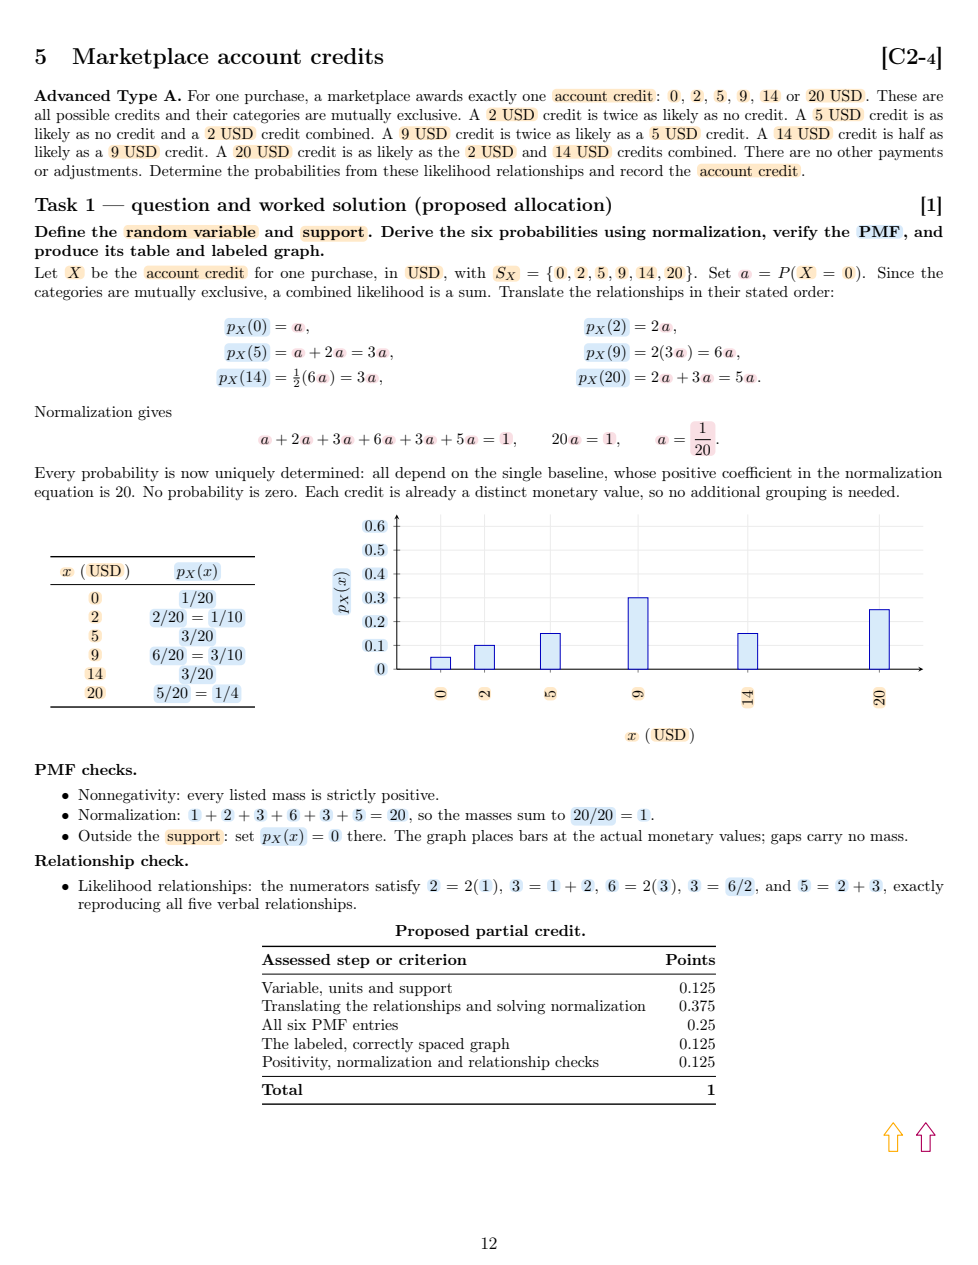 5 Marketplace account credits [C2-4]
Advanced Type A. For one purchase, a marketplace awards exactly one account credit: 0, 2, 5, 9, 14 or 20 USD. These are
all possible credits and their categories are mutually exclusive. A 2 USD credit is twice as likely as no credit. A 5 USD credit is as
likely as no credit and a 2 USD credit combined. A 9 USD credit is twice as likely as a 5 USD credit. A 14 USD credit is half as
likely as a 9 USD credit. A 20 USD credit is as likely as the 2 USD and 14 USD credits combined. There are no other payments
or adjustments. Determine the probabilities from these likelihood relationships and record the account credit.
Task 1 — question and worked solution (proposed allocation) [1]
Define the random variable and support. Derive the six probabilities using normalization, verify the PMF, and
produce its table and labeled graph.
Let X be the account credit for one purchase, in USD, with S_X = {0, 2, 5, 9, 14, 20}. Set a = P(X = 0). Since the
categories are mutually exclusive, a combined likelihood is a sum. Translate the relationships in their stated order:
p_X(0) = a, p_X(2) = 2a,
p_X(5) = a + 2a = 3a, p_X(9) = 2(3a) = 6a,
p_X(14) = 1/2(6a) = 3a, p_X(20) = 2a + 3a = 5a.
Normalization gives
a + 2a + 3a + 6a + 3a + 5a = 1, 20a = 1, a = 1/20.
Every probability is now uniquely determined: all depend on the single baseline, whose positive coefficient in the normalization
equation is 20. No probability is zero. Each credit is already a distinct monetary value, so no additional grouping is needed.
x (USD) p_X(x)
0 1/20
2 2/20 = 1/10
5 3/20
9 6/20 = 3/10
14 3/20
20 5/20 = 1/4
p_X(x)
0.6
0.5
0.4
0.3
0.2
0.1
0
0 2 5 9 14 20
x (USD)
PMF checks.
• Nonnegativity: every listed mass is strictly positive.
• Normalization: 1 + 2 + 3 + 6 + 3 + 5 = 20, so the masses sum to 20/20 = 1.
• Outside the support: set p_X(x) = 0 there. The graph places bars at the actual monetary values; gaps carry no mass.
Relationship check.
• Likelihood relationships: the numerators satisfy 2 = 2(1), 3 = 1 + 2, 6 = 2(3), 3 = 6/2, and 5 = 2 + 3, exactly
reproducing all five verbal relationships.
Proposed partial credit.
Assessed step or criterion Points
Variable, units and support 0.125
Translating the relationships and solving normalization 0.375
All six PMF entries 0.25
The labeled, correctly spaced graph 0.125
Positivity, normalization and relationship checks 0.125
Total 1
12